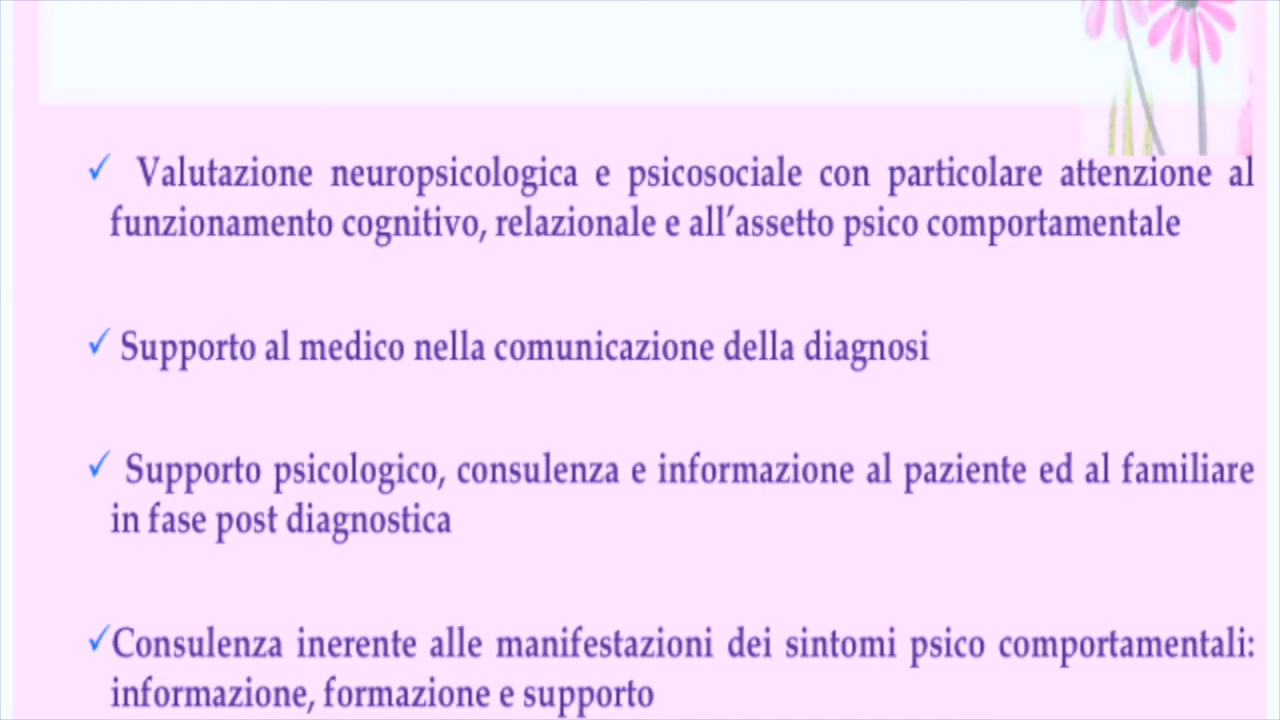 ✓ Valutazione neuropsicologica e psicosociale con particolare attenzione al
funzionamento cognitivo, relazionale e all’assetto psico comportamentale
✓ Supporto al medico nella comunicazione della diagnosi
✓ Supporto psicologico, consulenza e informazione al paziente ed al familiare
in fase post diagnostica
✓Consulenza inerente alle manifestazioni dei sintomi psico comportamentali:
informazione, formazione e supporto